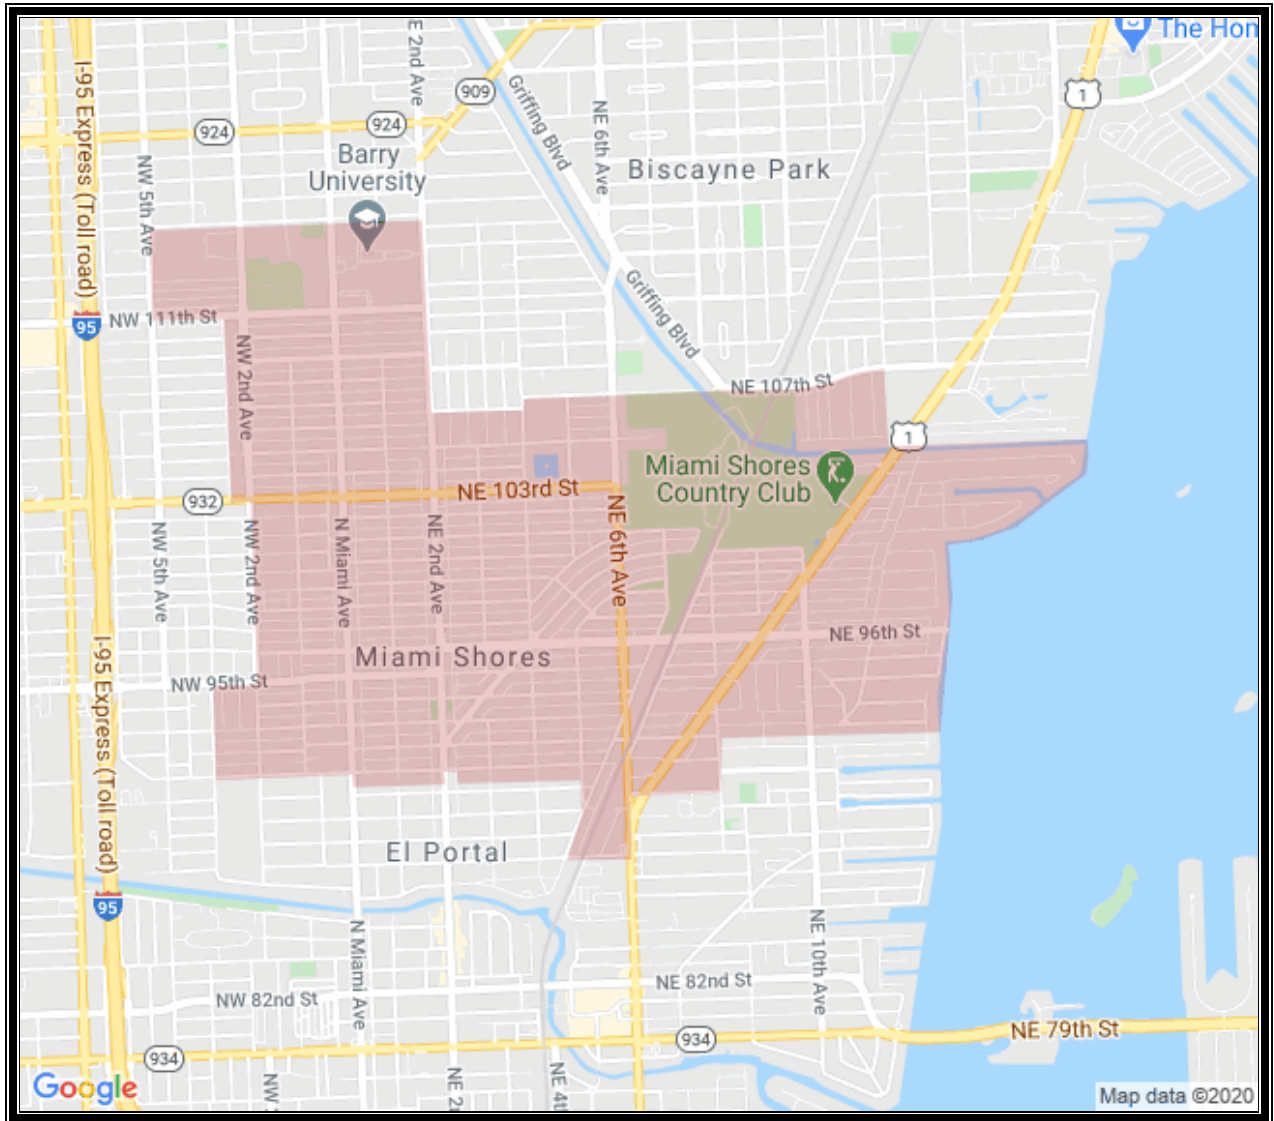 The Hon
E 2nd Ave
I-95 Express (Toll road)
909
1
Griffing Blvd
NE 6th Ave
924
924
Barry
University
NW 5th Ave
Biscayne Park
Griffing Blvd
95
NW 111th St
NW 2nd Ave
NE 107th St
1
Miami Shores
Country Club
932
NE 103rd St
NE 6th Ave
NW 5th Ave
NW 2nd Ave
N Miami Ave
NE 2nd Ave
NE 96th St
I-95 Express (Toll road)
Miami Shores
NW 95th St
El Portal
95
N Miami Ave
NE 10th Ave
NE 82nd St
NW 82nd St
NE 79th St
934
934
NE 4th
Google
Map data ©2020